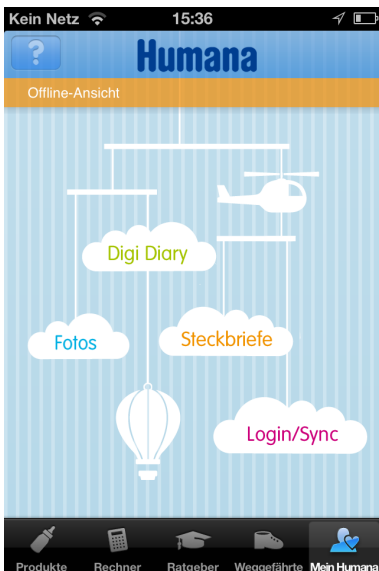 Kein Netz 15:36
?
Humana
Offline-Ansicht
Digi Diary
Fotos
Steckbriefe
Login/Sync
Produkte Rechner Ratgeber Weggefährte Mein Humana